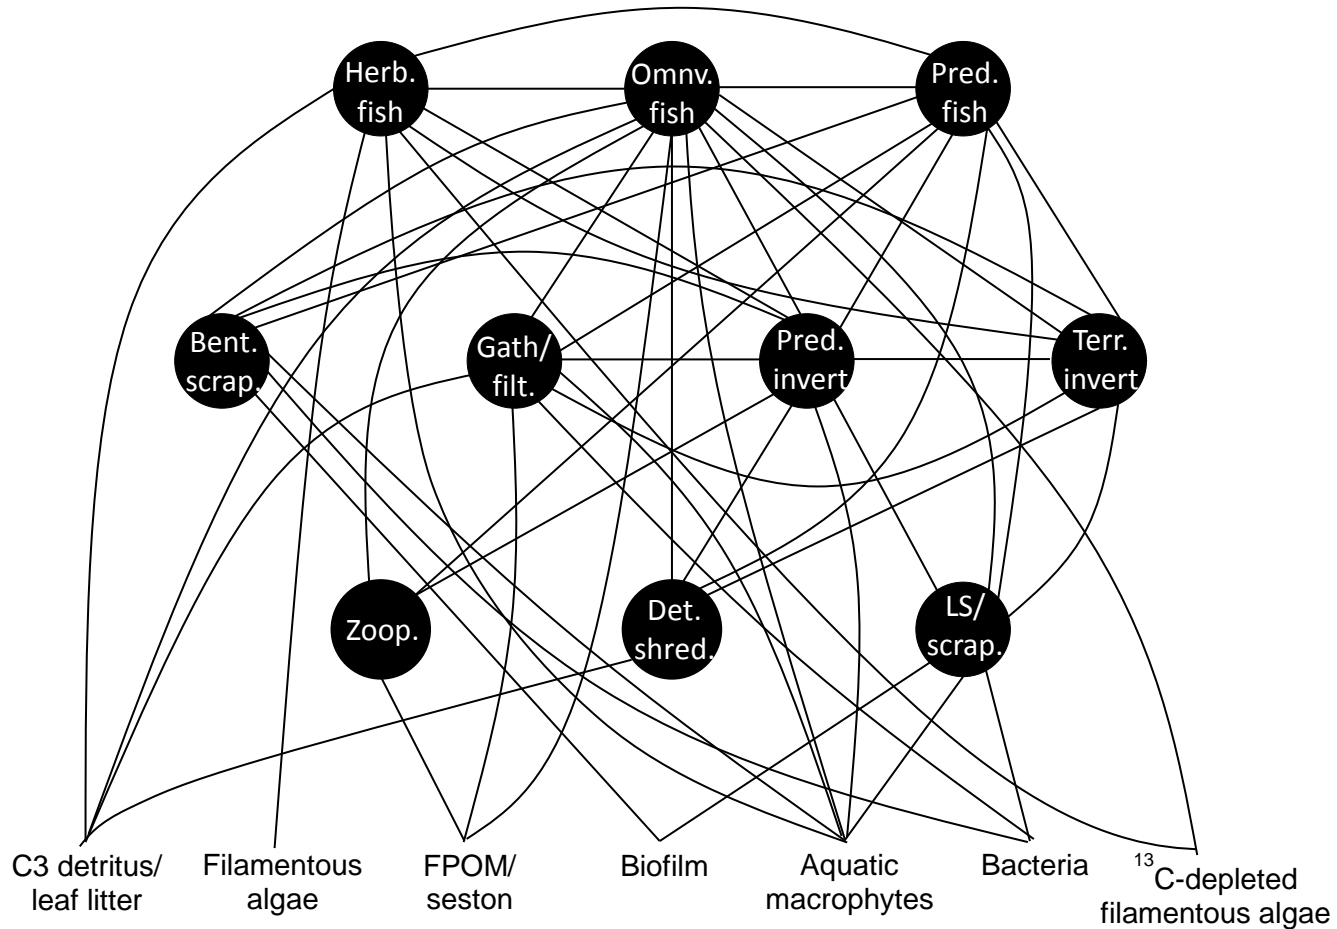 Herb.
fish
Omnv.
fish
Pred.
fish
Bent.
scrap.
Gath/
filt.
Pred.
invert
Terr.
invert
Zoop.
Det.
shred.
LS/
scrap.
C3 detritus/
leaf litter
Filamentous
algae
FPOM/
seston
Biofilm
Aquatic
macrophytes
Bacteria
13C-depleted
filamentous algae